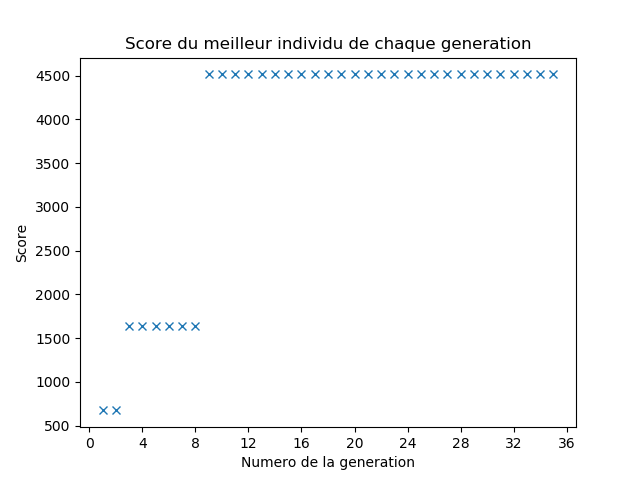 Score du meilleur individu de chaque generation
4500
4000
3500
3000
2500
2000
1500
1000
500
Score
0 4 8 12 16 20 24 28 32 36
Numero de la generation